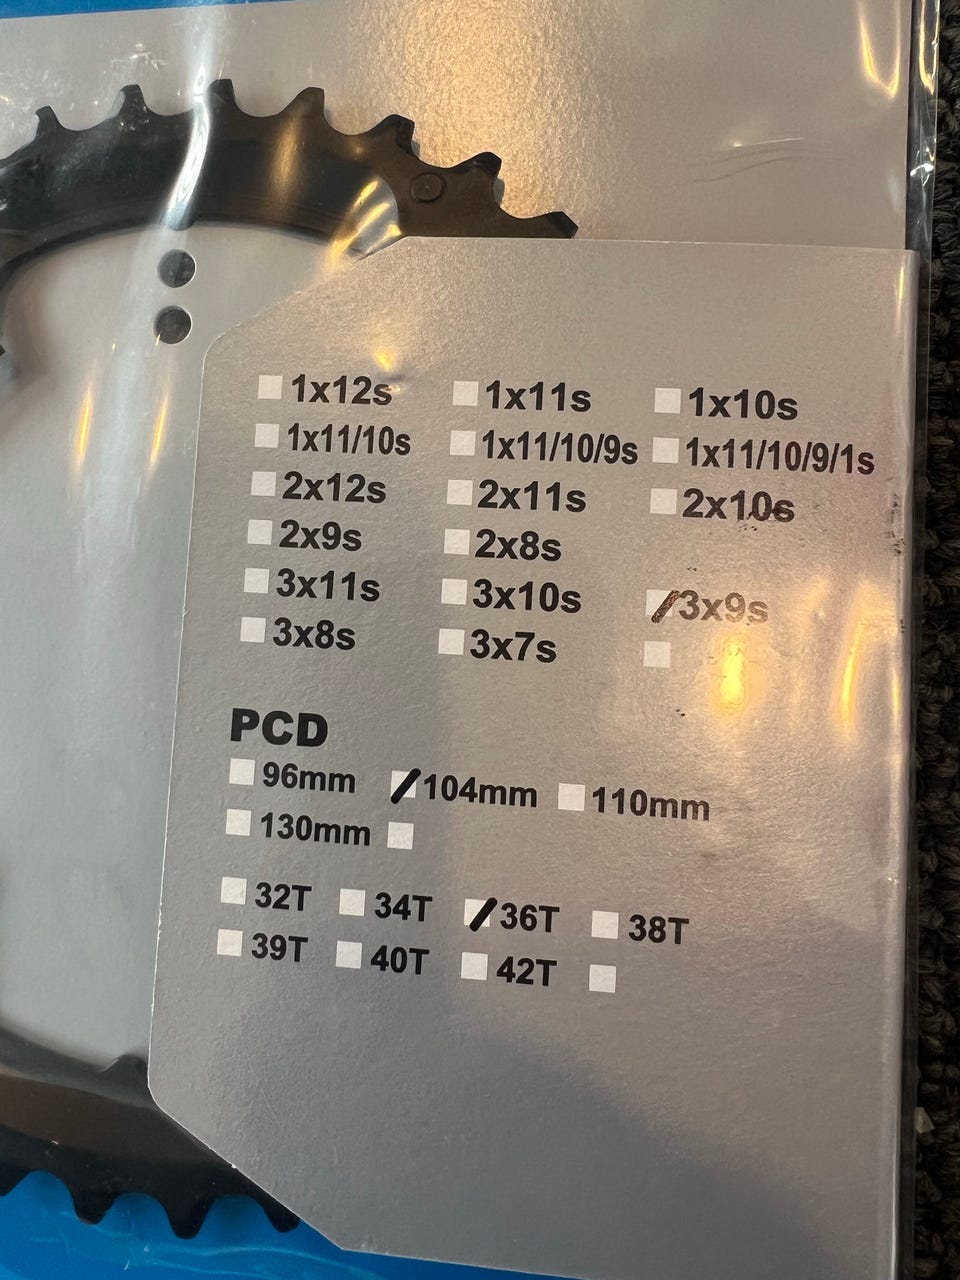 1x12s 1x11s 1x10s
1x11/10s 1x11/10/9s 1x11/10/9/1s
2x12s 2x11s 2x10s
2x9s 2x8s
3x11s 3x10s 3x9s
3x8s 3x7s
PCD
96mm 104mm 110mm
130mm
32T 34T 36T 38T
39T 40T 42T